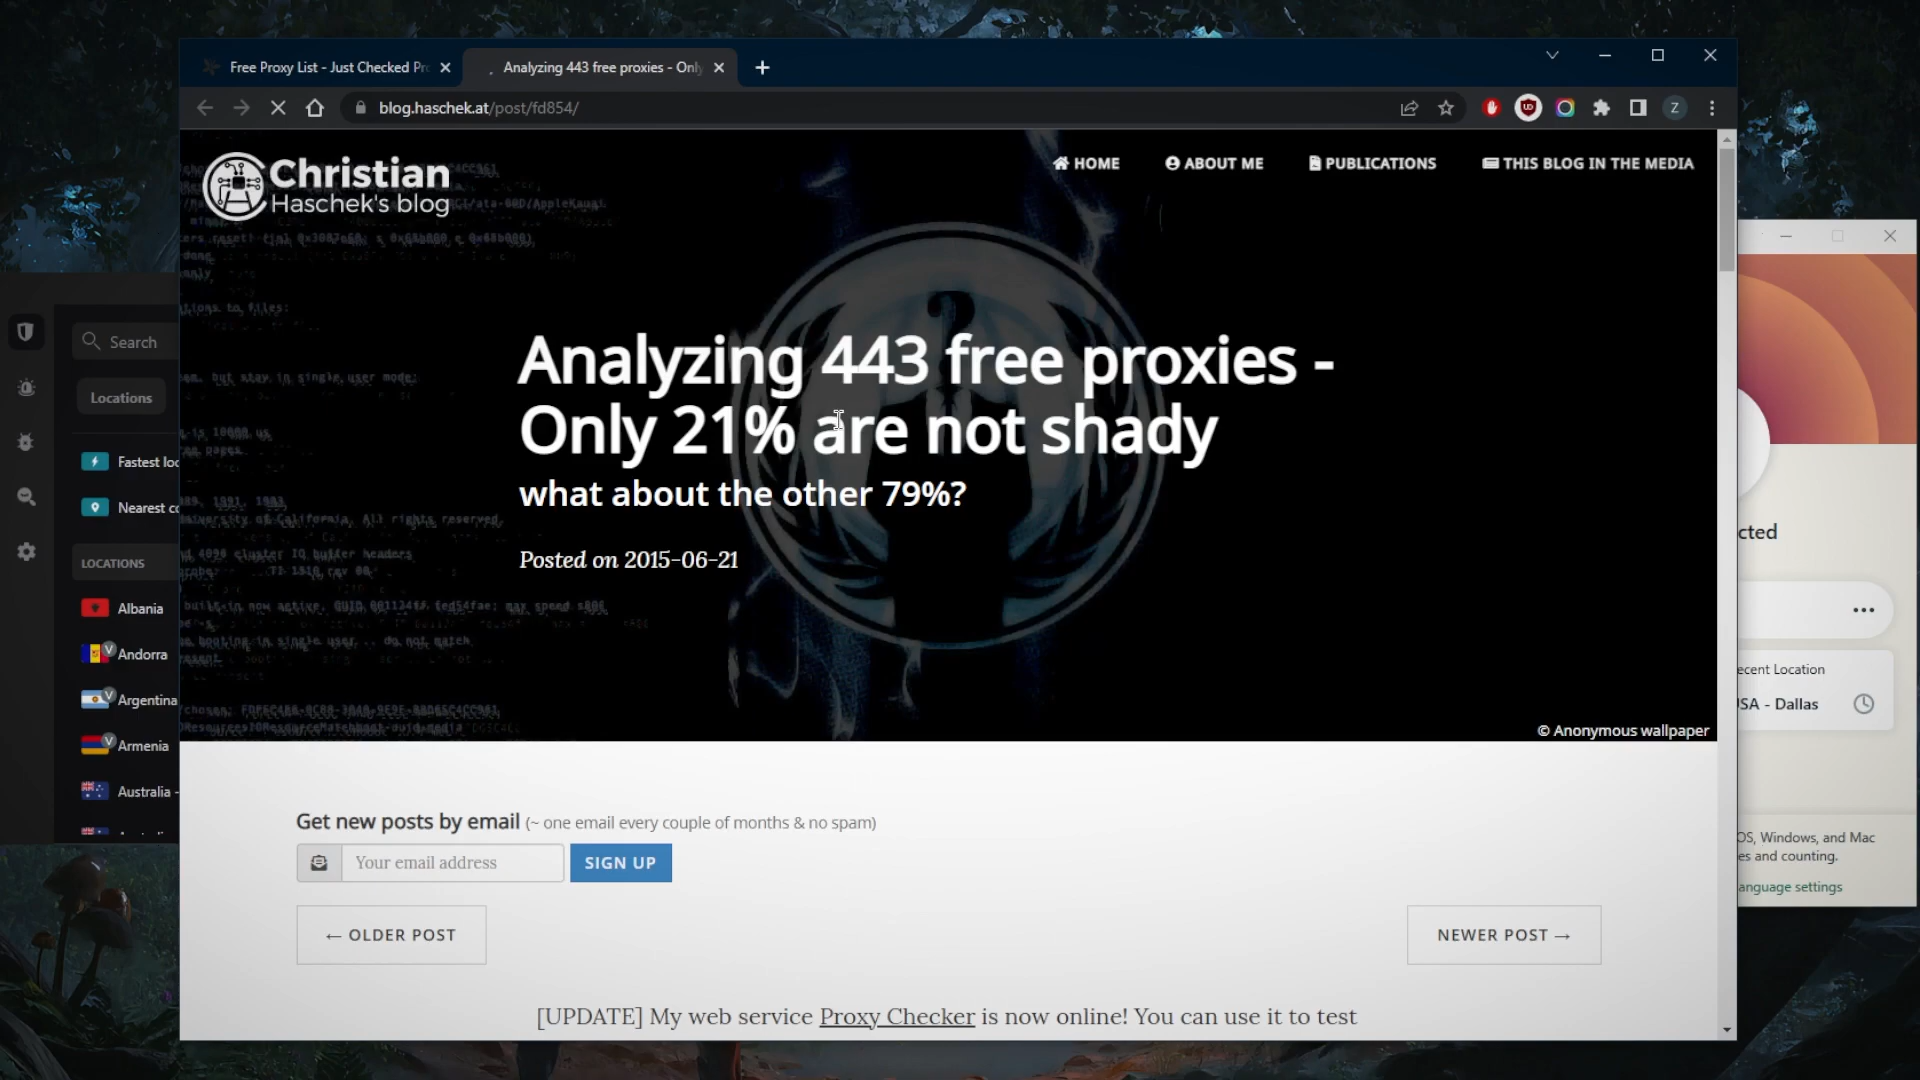 Free Proxy List - Just Checked Pr
Analyzing 443 free proxies - Only
blog.haschek.at/post/fd854/
Z
Christian
Haschek's blog
HOME
ABOUT ME
PUBLICATIONS
THIS BLOG IN THE MEDIA
Analyzing 443 free proxies -
Only 21% are not shady
what about the other 79%?
Posted on 2015-06-21
© Anonymous wallpaper
Get new posts by email (~ one email every couple of months & no spam)
Your email address
SIGN UP
← OLDER POST
NEWER POST →
[UPDATE] My web service Proxy Checker is now online! You can use it to test
Search
Locations
Fastest loc
Nearest co
LOCATIONS
Albania
Andorra
Argentina
Armenia
Australia -
cted
ecent Location
USA - Dallas
OS, Windows, and Mac
es and counting.
anguage settings